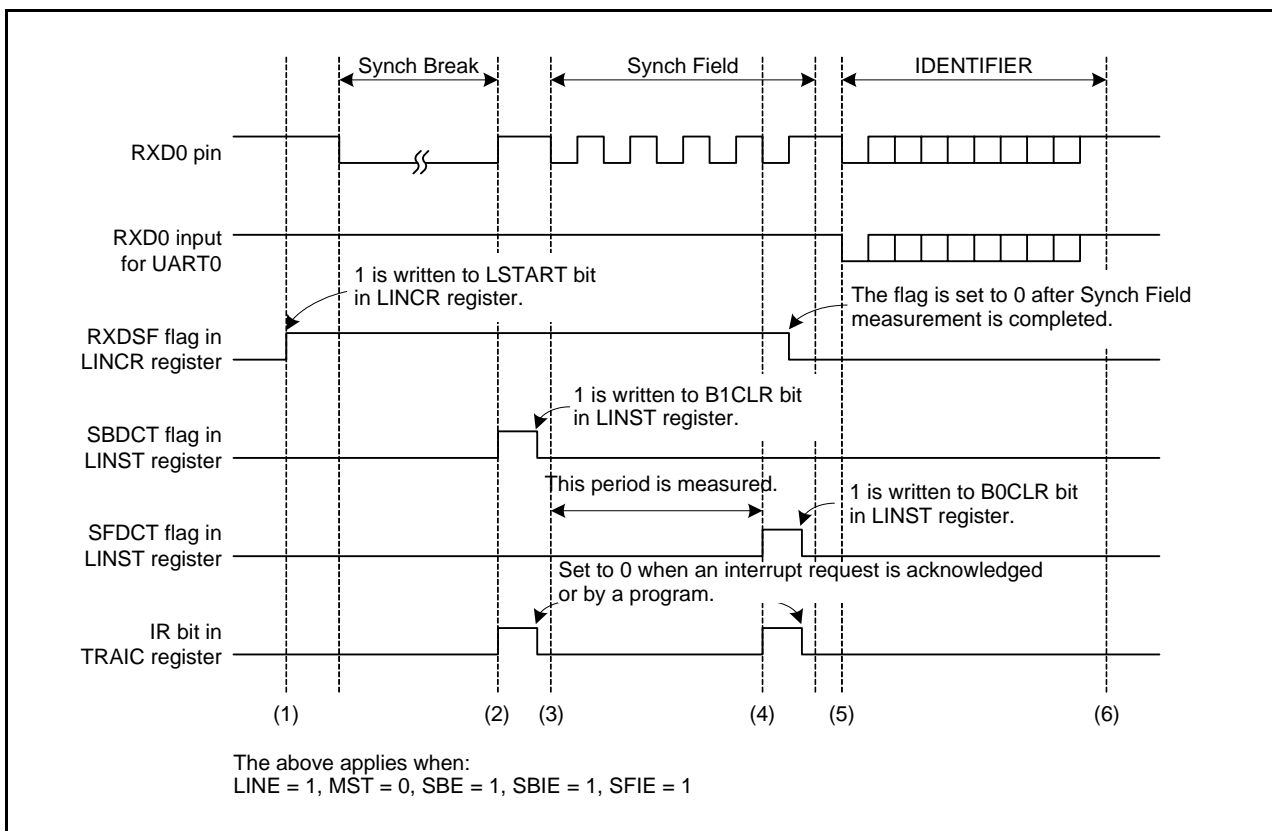 Synch Break
Synch Field
IDENTIFIER
RXD0 pin
RXD0 input
for UART0
1 is written to LSTART bit
in LINCR register.
The flag is set to 0 after Synch Field
measurement is completed.
RXDSF flag in
LINCR register
1 is written to B1CLR bit
in LINST register.
SBDCT flag in
LINST register
This period is measured.
1 is written to B0CLR bit
in LINST register.
SFDCT flag in
LINST register
Set to 0 when an interrupt request is acknowledged
or by a program.
IR bit in
TRAIC register
(1) (2) (3) (4) (5) (6)
The above applies when:
LINE = 1, MST = 0, SBE = 1, SBIE = 1, SFIE = 1